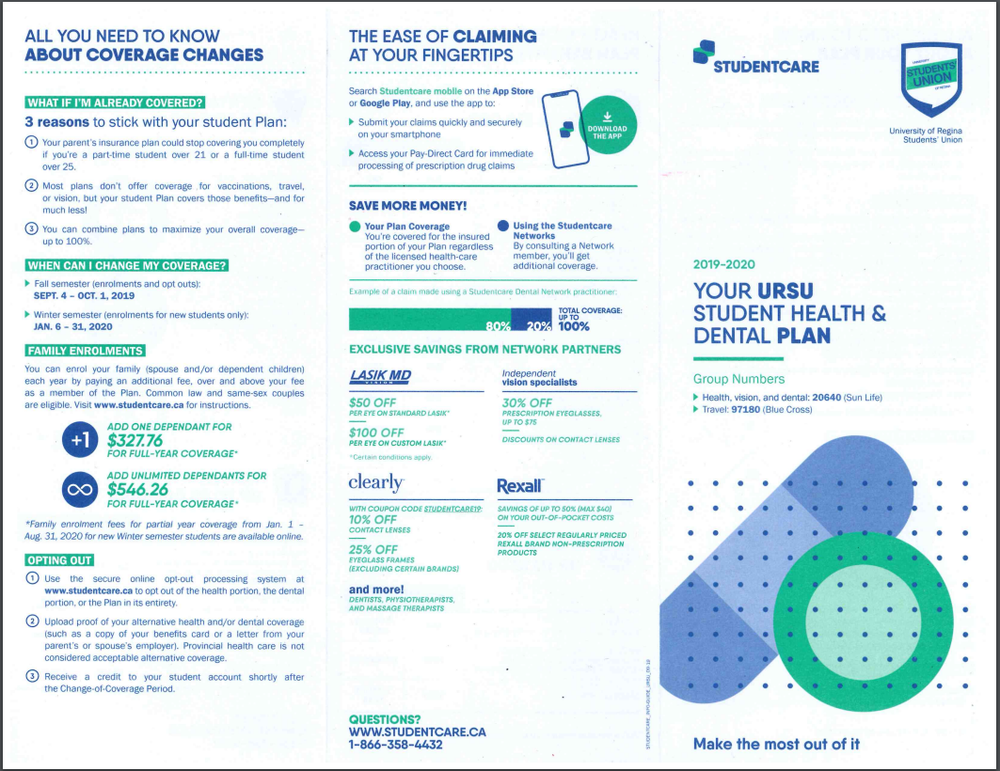 ALL YOU NEED TO KNOW
ABOUT COVERAGE CHANGES
WHAT IF I'M ALREADY COVERED?
3 reasons to stick with your student Plan:
1 Your parent's insurance plan could stop covering you completely
if you're a part-time student over 21 or a full-time student
over 25.
2 Most plans don't offer coverage for vaccinations, travel,
or vision, but your student Plan covers those benefits—and for
much less!
3 You can combine plans to maximize your overall coverage—
up to 100%.
WHEN CAN I CHANGE MY COVERAGE?
Fall semester (enrolments and opt outs):
SEPT. 4 – OCT. 1, 2019
Winter semester (enrolments for new students only):
JAN. 6 – 31, 2020
FAMILY ENROLMENTS
You can enrol your family (spouse and/or dependent children)
each year by paying an additional fee, over and above your fee
as a member of the Plan. Common law and same-sex couples
are eligible. Visit www.studentcare.ca for instructions.
+1
ADD ONE DEPENDANT FOR
$327.76
FOR FULL-YEAR COVERAGE*
∞
ADD UNLIMITED DEPENDANTS FOR
$546.26
FOR FULL-YEAR COVERAGE*
*Family enrolment fees for partial year coverage from Jan. 1 –
Aug. 31, 2020 for new Winter semester students are available online.
OPTING OUT
1 Use the secure online opt-out processing system at
www.studentcare.ca to opt out of the health portion, the dental
portion, or the Plan in its entirety.
2 Upload proof of your alternative health and/or dental coverage
(such as a copy of your benefits card or a letter from your
parent's or spouse's employer). Provincial health care is not
considered acceptable alternative coverage.
3 Receive a credit to your student account shortly after
the Change-of-Coverage Period.
THE EASE OF CLAIMING
AT YOUR FINGERTIPS
Search Studentcare mobile on the App Store
or Google Play, and use the app to:
Submit your claims quickly and securely
on your smartphone
Access your Pay-Direct Card for immediate
processing of prescription drug claims
DOWNLOAD
THE APP
SAVE MORE MONEY!
Your Plan Coverage
You're covered for the insured
portion of your Plan regardless
of the licensed health-care
practitioner you choose.
Using the Studentcare
Networks
By consulting a Network
member, you'll get
additional coverage.
Example of a claim made using a Studentcare Dental Network practitioner:
80%
20%
TOTAL COVERAGE:
UP TO
100%
EXCLUSIVE SAVINGS FROM NETWORK PARTNERS
LASIK MD
VISION
$50 OFF
PER EYE ON STANDARD LASIK*
$100 OFF
PER EYE ON CUSTOM LASIK*
*Certain conditions apply.
Independent
vision specialists
30% OFF
PRESCRIPTION EYEGLASSES,
UP TO $75
DISCOUNTS ON CONTACT LENSES
clearly
WITH COUPON CODE STUDENTCARE19:
10% OFF
CONTACT LENSES
25% OFF
EYEGLASS FRAMES
(EXCLUDING CERTAIN BRANDS)
Rexall
SAVINGS OF UP TO 50% (MAX $40)
ON YOUR OUT-OF-POCKET COSTS
20% OFF SELECT REGULARLY PRICED
REXALL BRAND NON-PRESCRIPTION
PRODUCTS
and more!
DENTISTS, PHYSIOTHERAPISTS,
AND MASSAGE THERAPISTS
QUESTIONS?
WWW.STUDENTCARE.CA
1-866-358-4432
STUDENTCARE
UNIVERSITY
STUDENTS'
UNION
OF REGINA
University of Regina
Students' Union
2019-2020
YOUR URSU
STUDENT HEALTH &
DENTAL PLAN
Group Numbers
Health, vision, and dental: 20640 (Sun Life)
Travel: 97180 (Blue Cross)
Make the most out of it